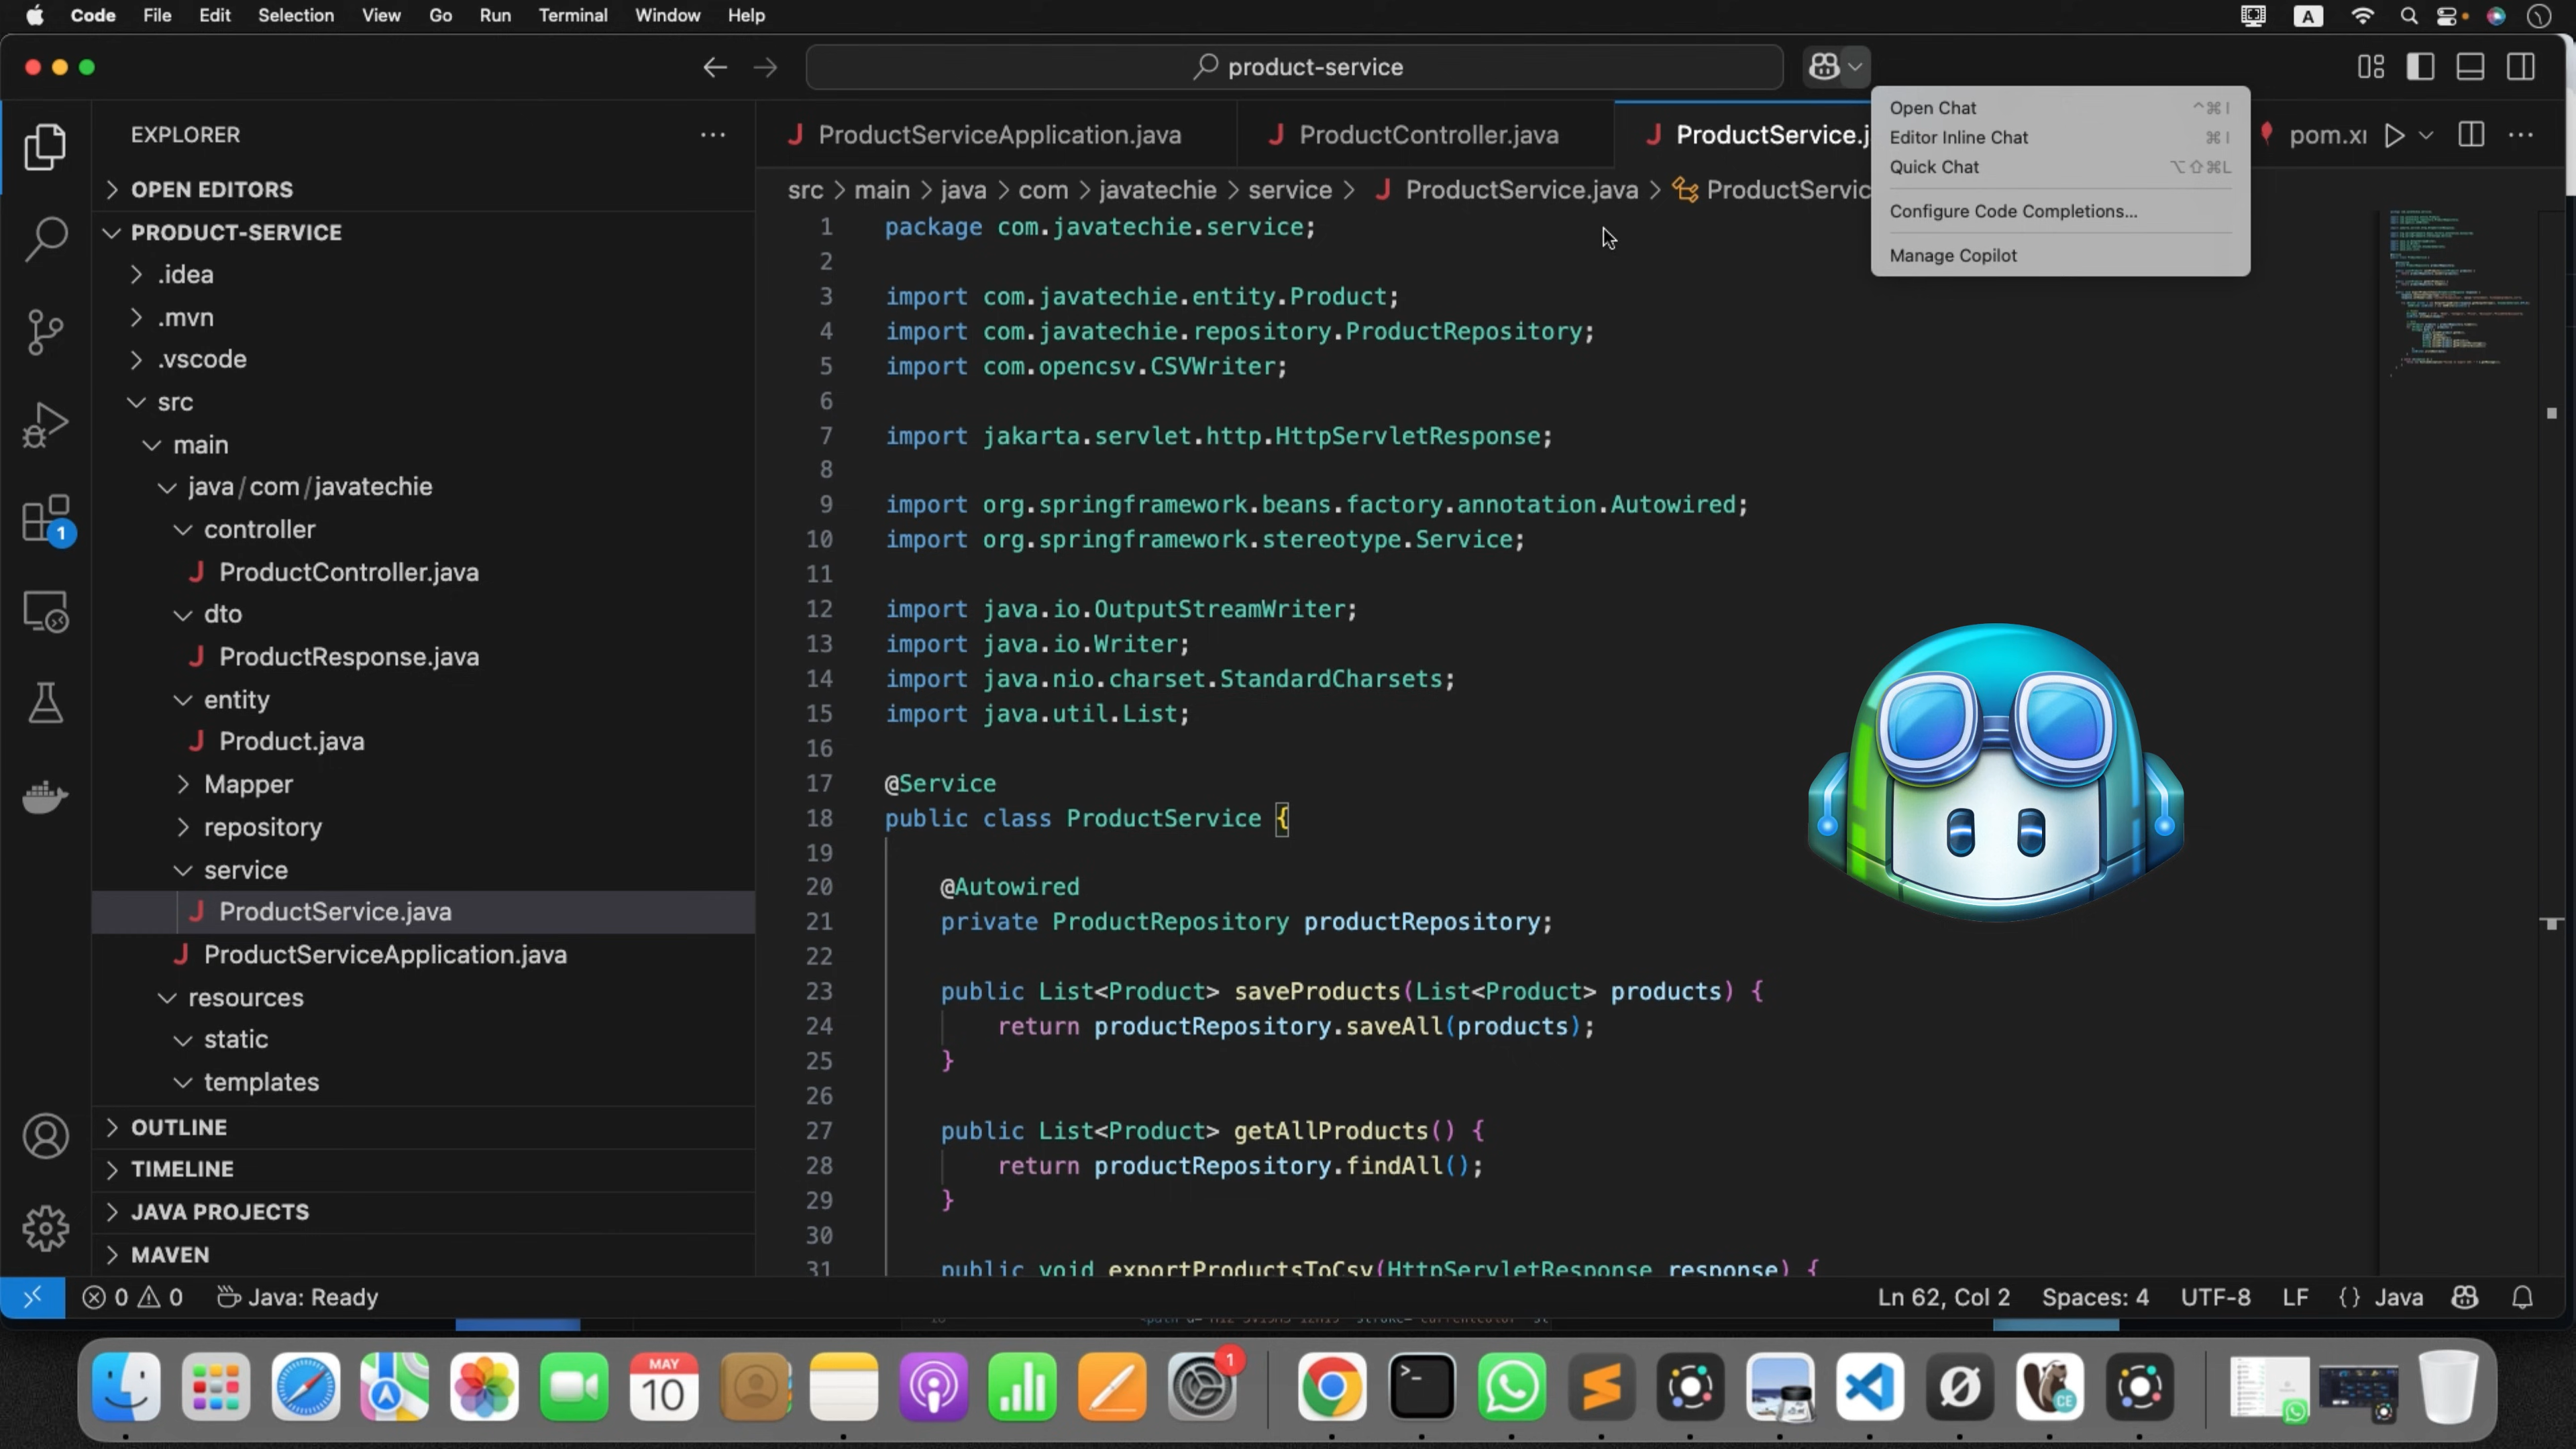 Code File Edit Selection View Go Run Terminal Window Help A
product-service
EXPLORER
ProductServiceApplication.java ProductController.java ProductService.j pom.x
Open Chat ⌃⌘I
Editor Inline Chat ⌘I
Quick Chat ⌥⇧⌘L
Configure Code Completions...
Manage Copilot
src > main > java > com > javatechie > service > ProductService.java > ProductServic
OPEN EDITORS
PRODUCT-SERVICE
.idea
.mvn
.vscode
src
main
java/com/javatechie
controller
ProductController.java
dto
ProductResponse.java
entity
Product.java
Mapper
repository
service
ProductService.java
ProductServiceApplication.java
resources
static
templates
OUTLINE
TIMELINE
JAVA PROJECTS
MAVEN
1
1 package com.javatechie.service;
2
3 import com.javatechie.entity.Product;
4 import com.javatechie.repository.ProductRepository;
5 import com.opencsv.CSVWriter;
6
7 import jakarta.servlet.http.HttpServletResponse;
8
9 import org.springframework.beans.factory.annotation.Autowired;
10 import org.springframework.stereotype.Service;
11
12 import java.io.OutputStreamWriter;
13 import java.io.Writer;
14 import java.nio.charset.StandardCharsets;
15 import java.util.List;
16
17 @Service
18 public class ProductService {
19
20 @Autowired
21 private ProductRepository productRepository;
22
23 public List<Product> saveProducts(List<Product> products) {
24 return productRepository.saveAll(products);
25 }
26
27 public List<Product> getAllProducts() {
28 return productRepository.findAll();
29 }
30
31 public void exportProductsToCsv(HttpServletResponse response) {
0 0 Java: Ready Ln 62, Col 2 Spaces: 4 UTF-8 LF {} Java
MAY
10
1
>_
CE